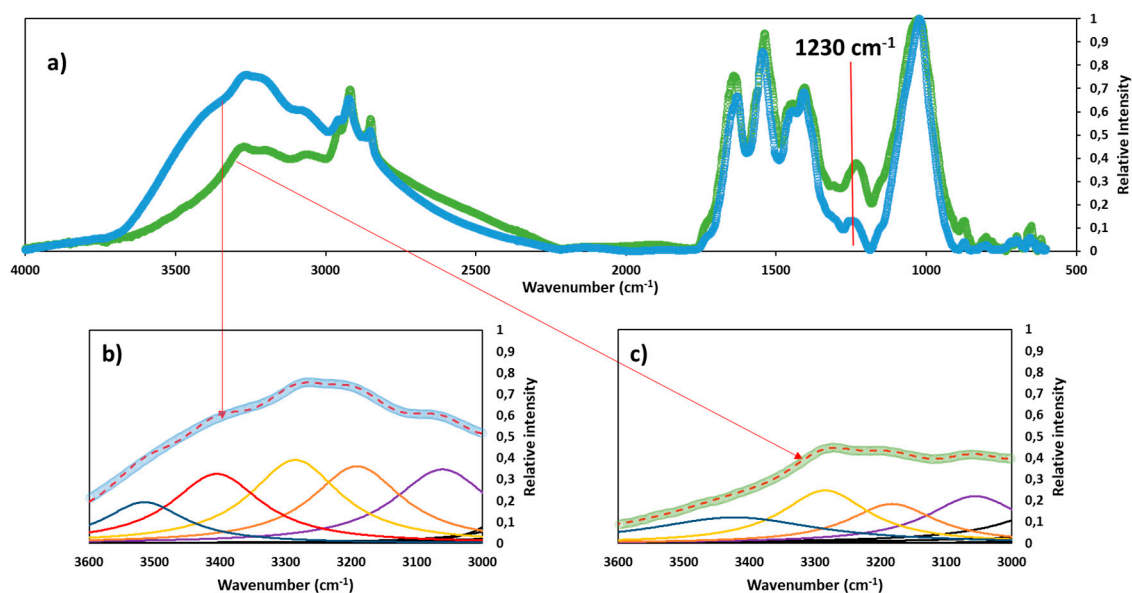 a)
1230 cm-1
1
0,9
0,8
0,7
0,6
0,5
0,4
0,3
0,2
0,1
0
Relative Intensity
4000 3500 3000 2500 2000 1500 1000 500
Wavenumber (cm-1)
b)
1
0,9
0,8
0,7
0,6
0,5
0,4
0,3
0,2
0,1
0
Relative intensity
3600 3500 3400 3300 3200 3100 3000
Wavenumber (cm-1)
c)
1
0,9
0,8
0,7
0,6
0,5
0,4
0,3
0,2
0,1
0
Relative intensity
3600 3500 3400 3300 3200 3100 3000
Wavenumber (cm-1)